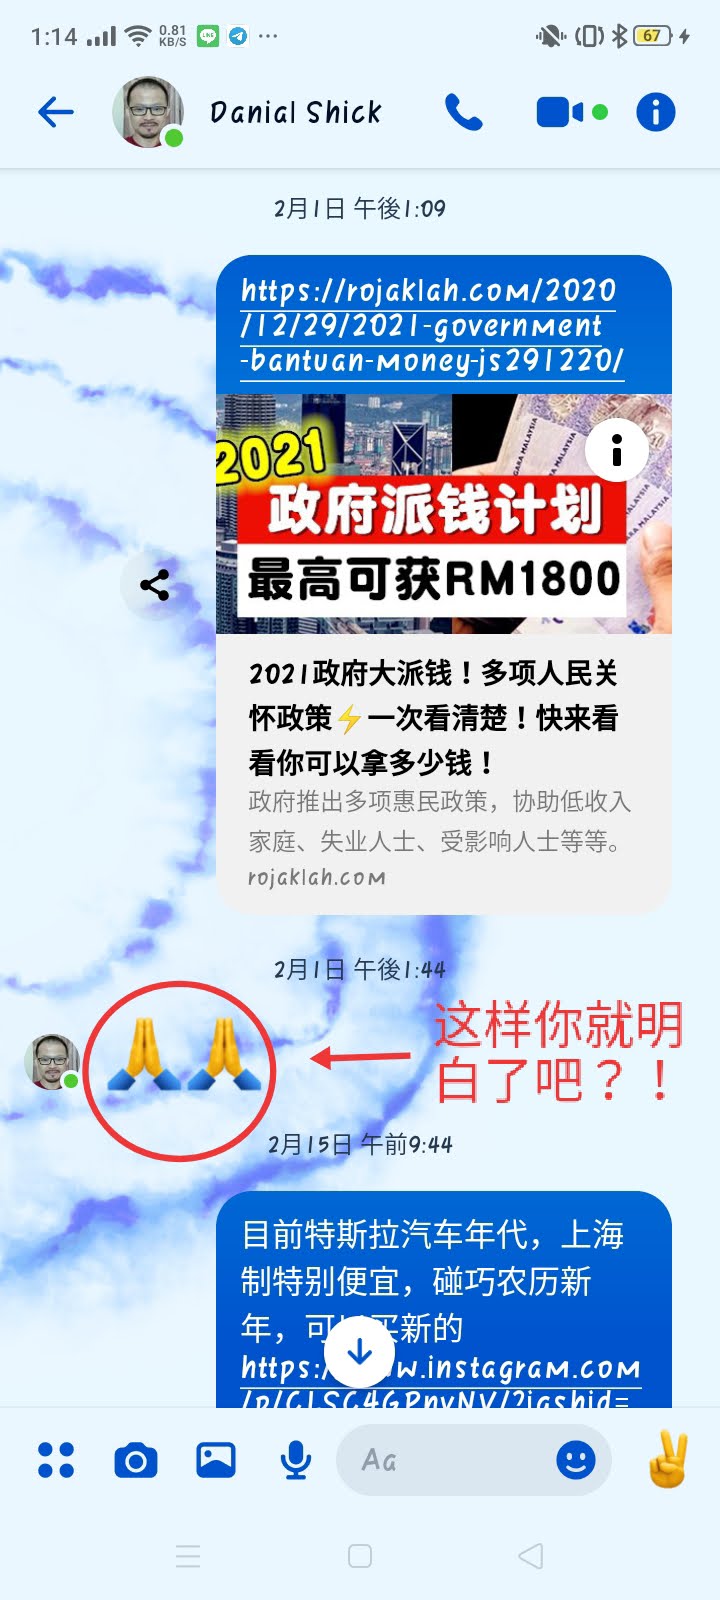 1:14
0.81
KB/S
LINE
67
Danial Shick
2月1日 午後1:09
https://rojaklah.com/2020
/12/29/2021-government
-bantuan-money-js291220/
2021
政府派钱计划
最高可获RM1800
GARA MALAYSIA
ARA MALAYSIA
2021政府大派钱！多项人民关
怀政策⚡一次看清楚！快来看
看你可以拿多少钱！
政府推出多项惠民政策，协助低收入
家庭、失业人士、受影响人士等等。
rojaklah.com
2月1日 午後1:44
🙏🙏
这样你就明
白了吧？！
2月15日 午前9:44
目前特斯拉汽车年代，上海
制特别便宜，碰巧农历新
年，可 买新的
https:/ w.instagram.com
/p/CLSC4GPnvNV/?igshid=
Aa